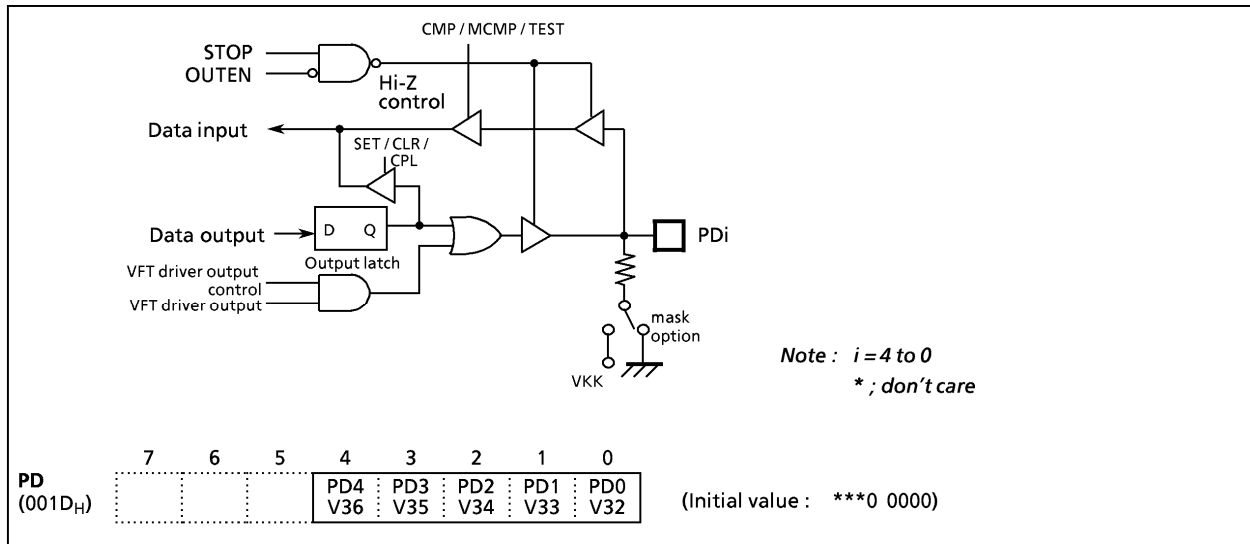 CMP / MCMP / TEST
STOP
OUTEN
Hi-Z
control
Data input
SET / CLR /
CPL
Data output
D Q
PDi
Output latch
VFT driver output
control
VFT driver output
mask
option
VKK
Note : i = 4 to 0
* ; don't care
7 6 5 4 3 2 1 0
PD
(001DH)
PD4 PD3 PD2 PD1 PD0
V36 V35 V34 V33 V32
(Initial value : ***0 0000)